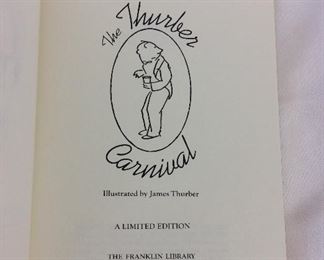 The Thurber
Carnival
Illustrated by James Thurber
A LIMITED EDITION
THE FRANKLIN LIBRARY